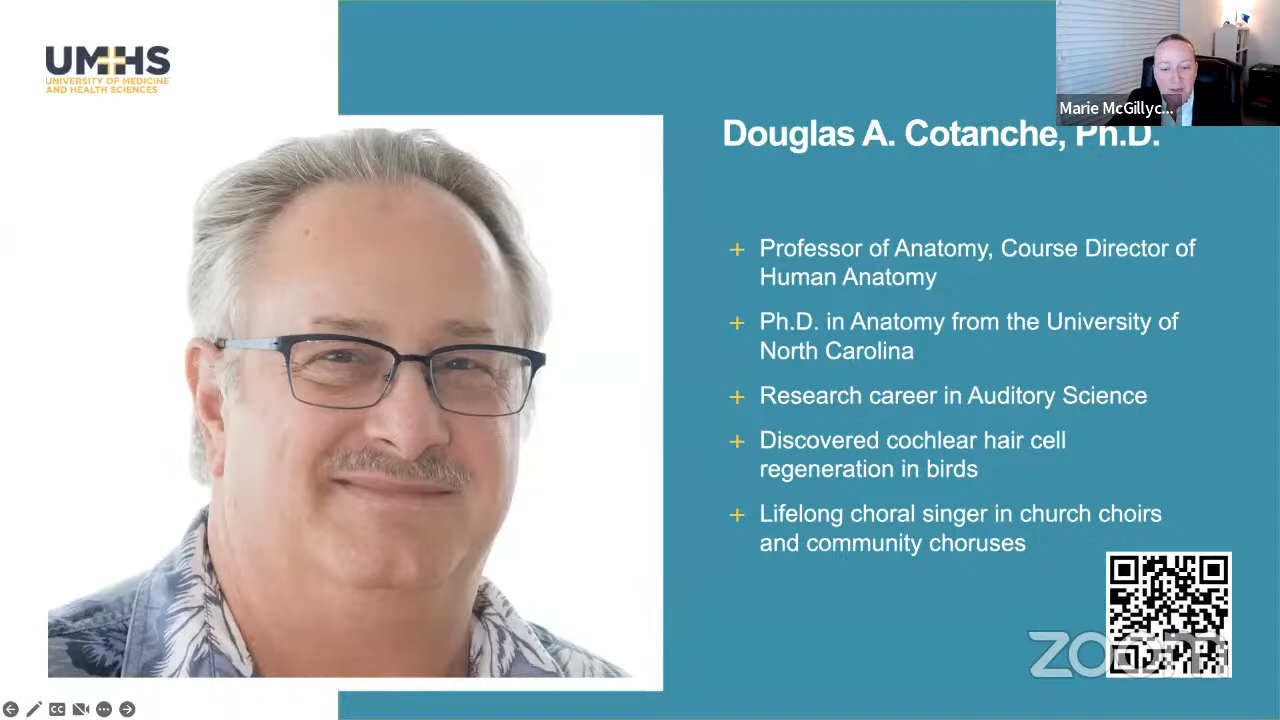 UMHS
UNIVERSITY OF MEDICINE
AND HEALTH SCIENCES
Marie McGillyc...
Douglas A. Cotanche, Ph.D.
+ Professor of Anatomy, Course Director of
Human Anatomy
+ Ph.D. in Anatomy from the University of
North Carolina
+ Research career in Auditory Science
+ Discovered cochlear hair cell
regeneration in birds
+ Lifelong choral singer in church choirs
and community choruses
zoom
CC